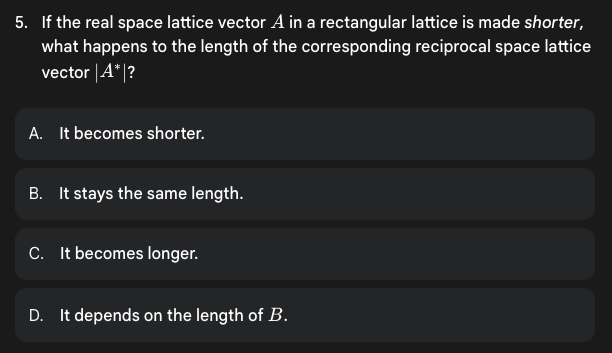 5. If the real space lattice vector A in a rectangular lattice is made shorter,
what happens to the length of the corresponding reciprocal space lattice
vector |A*|?
A. It becomes shorter.
B. It stays the same length.
C. It becomes longer.
D. It depends on the length of B.